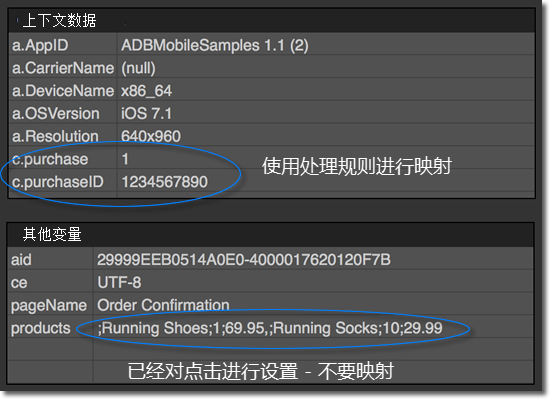 上下文数据
a.AppID ADBMobileSamples 1.1 (2)
a.CarrierName (null)
a.DeviceName x86_64
a.OSVersion iOS 7.1
a.Resolution 640x960
c.purchase 1
c.purchaseID 1234567890
使用处理规则进行映射
其他变量
aid 29999EEB0514A0E0-4000017620120F7B
ce UTF-8
pageName Order Confirmation
products ;Running Shoes;1;69.95,;Running Socks;10;29.99
已经对点击进行设置 - 不要映射